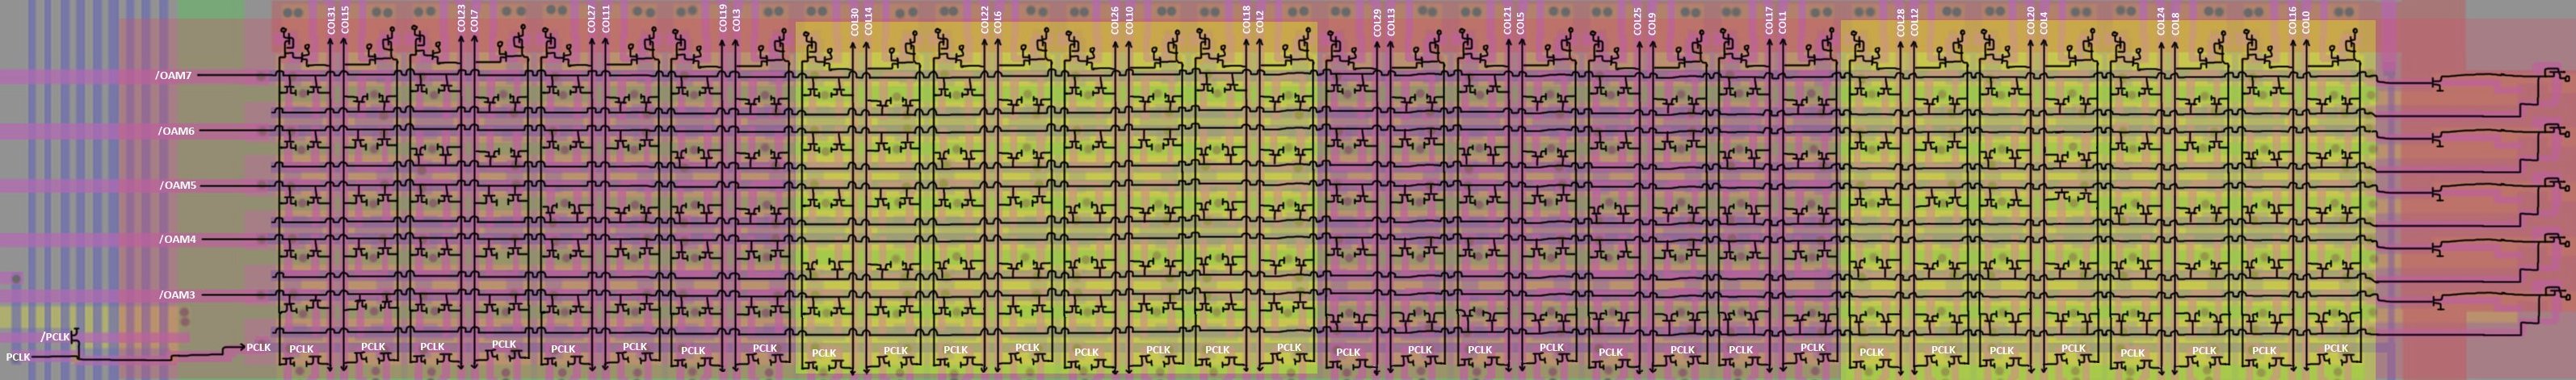 COL31 COL15 COL23 COL7 COL27 COL11 COL19 COL3 COL30 COL14 COL22 COL6 COL26 COL10 COL18 COL2 COL29 COL13 COL21 COL5 COL25 COL9 COL17 COL1 COL28 COL12 COL20 COL4 COL24 COL8 COL16 COL0
/OAM7
/OAM6
/OAM5
/OAM4
/OAM3
/PCLK
PCLK PCLK PCLK PCLK PCLK PCLK PCLK PCLK PCLK PCLK PCLK PCLK PCLK PCLK PCLK PCLK PCLK PCLK PCLK PCLK PCLK PCLK PCLK PCLK PCLK PCLK PCLK PCLK PCLK PCLK PCLK PCLK PCLK PCLK